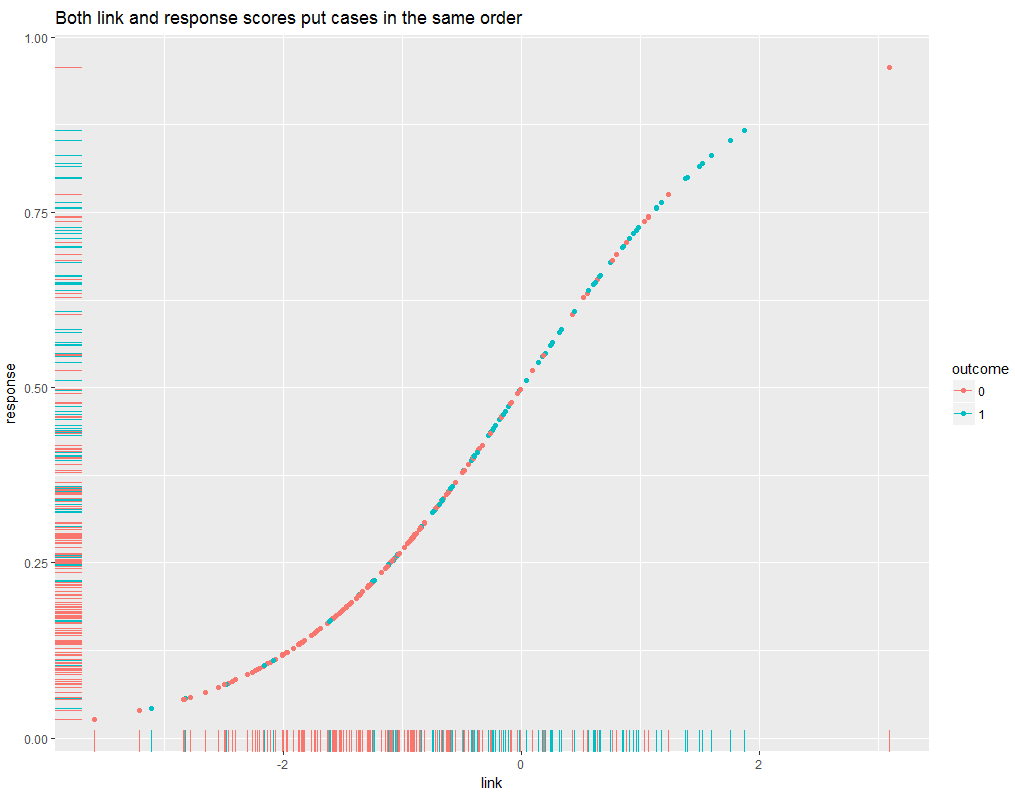 Both link and response scores put cases in the same order
1.00
0.75
0.50
0.25
0.00
response
-2
0
2
link
outcome
0
1